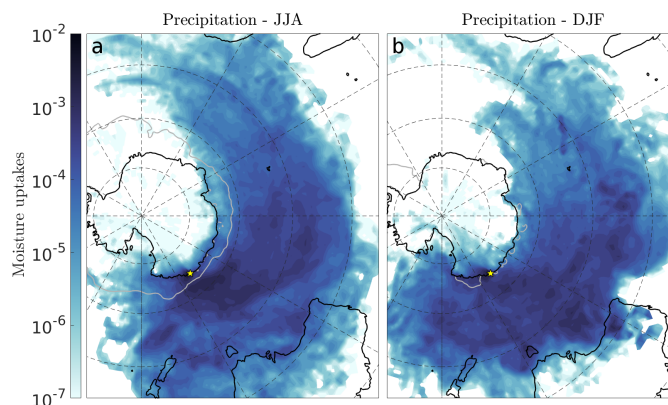 Precipitation - JJA
Precipitation - DJF
a
b
Moisture uptakes
10⁻²
10⁻³
10⁻⁴
10⁻⁵
10⁻⁶
10⁻⁷